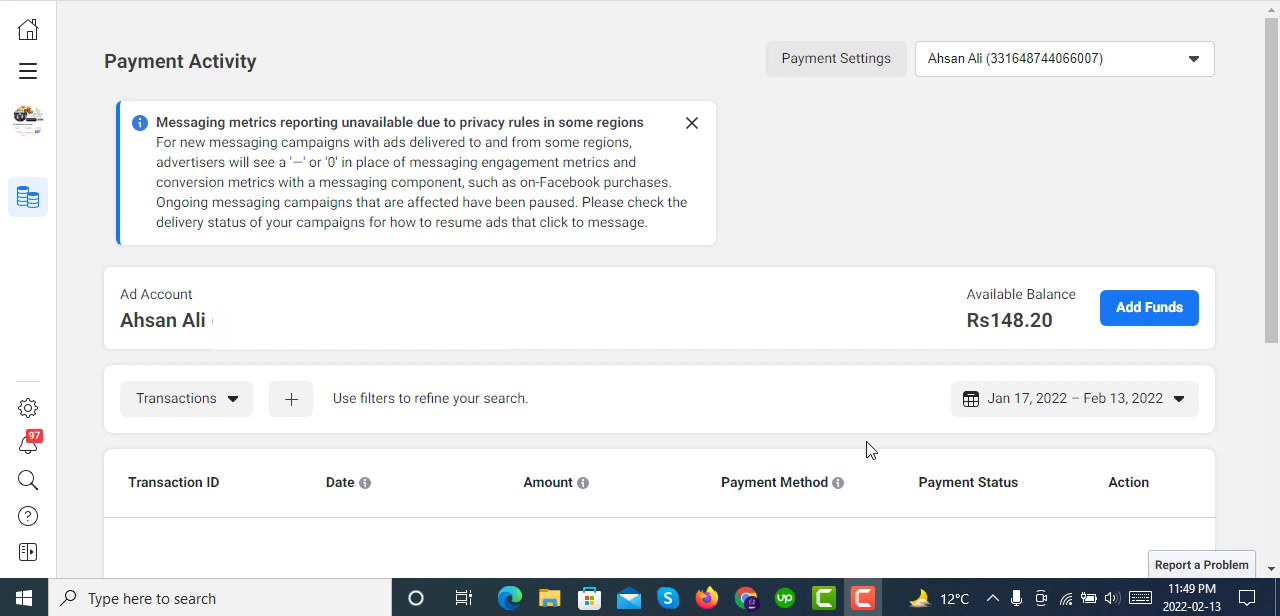 Payment Activity
Payment Settings
Ahsan Ali (331648744066007)
Messaging metrics reporting unavailable due to privacy rules in some regions
For new messaging campaigns with ads delivered to and from some regions,
advertisers will see a '—' or '0' in place of messaging engagement metrics and
conversion metrics with a messaging component, such as on-Facebook purchases.
Ongoing messaging campaigns that are affected have been paused. Please check the
delivery status of your campaigns for how to resume ads that click to message.
Ad Account
Ahsan Ali (
Available Balance
Rs148.20
Add Funds
Transactions
Use filters to refine your search.
Jan 17, 2022 – Feb 13, 2022
97
Transaction ID Date Amount Payment Method Payment Status Action
Report a Problem
Type here to search
up
12°C
11:49 PM
2022-02-13